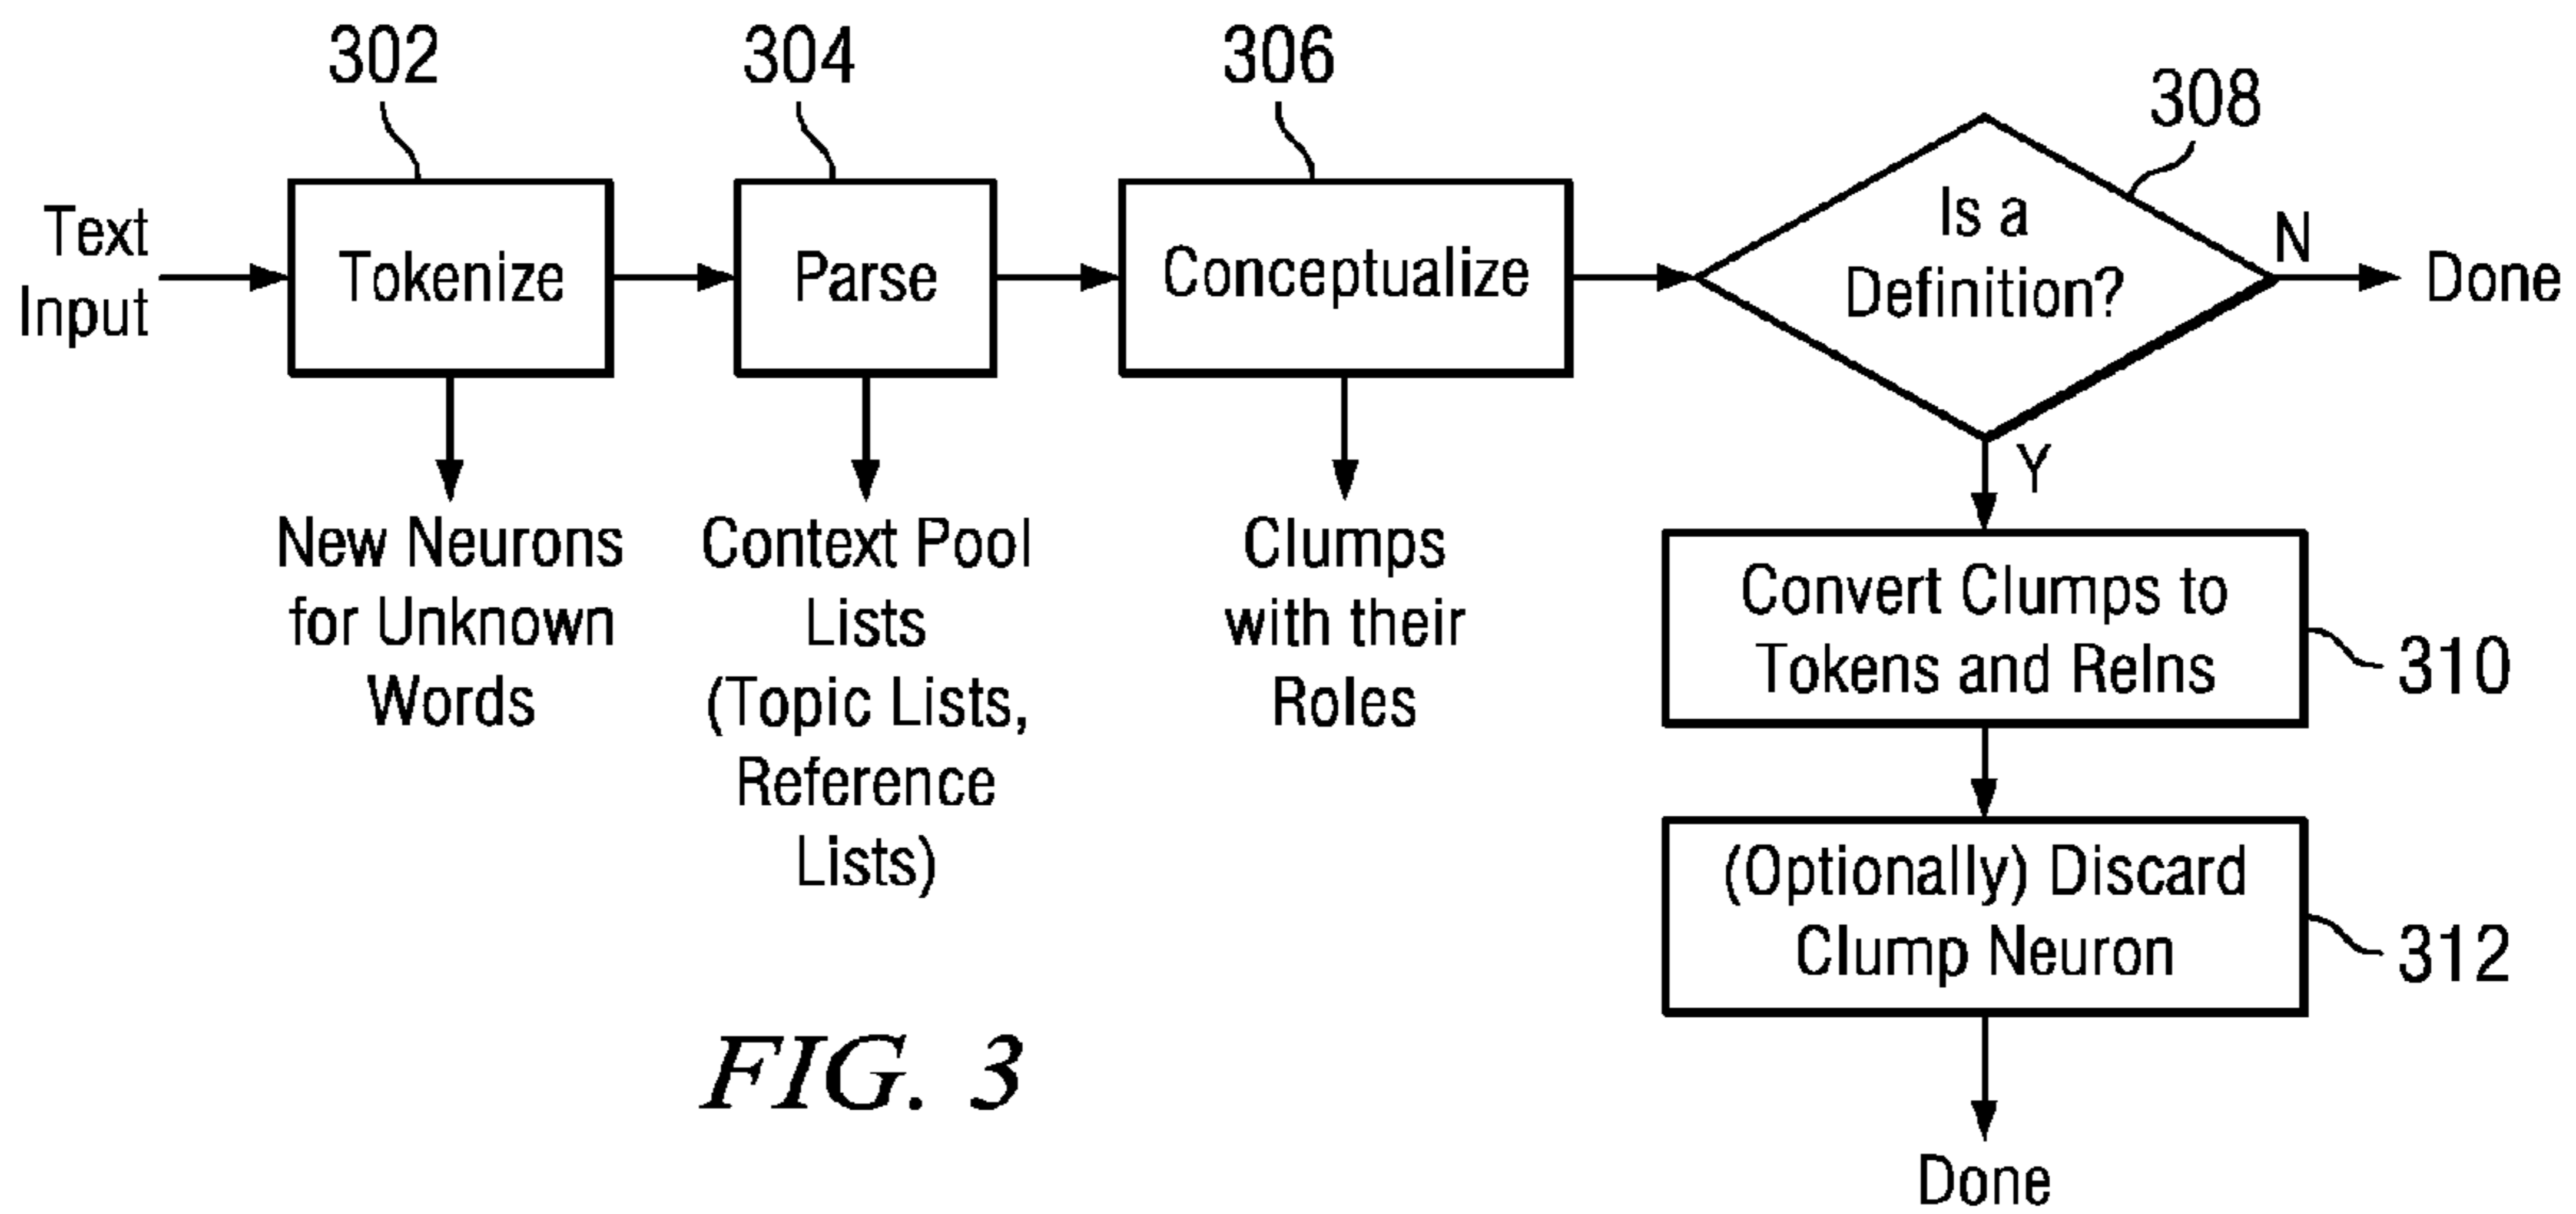 302
304
306
308
Text
Input
Tokenize
Parse
Conceptualize
Is a
Definition?
N
Done
Y
New Neurons
for Unknown
Words
Context Pool
Lists
(Topic Lists,
Reference
Lists)
Clumps
with their
Roles
Convert Clumps to
Tokens and Relns
310
(Optionally) Discard
Clump Neuron
312
Done
FIG. 3